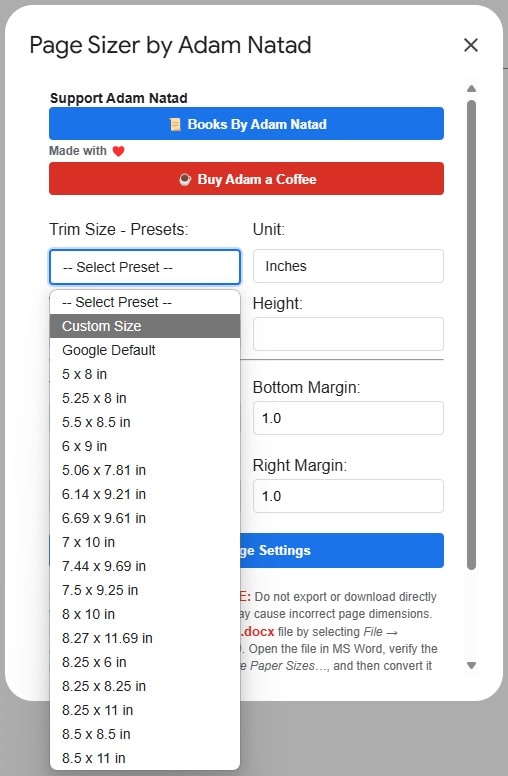 Page Sizer by Adam Natad
Support Adam Natad
📜 Books By Adam Natad
Made with ❤️
☕ Buy Adam a Coffee
Trim Size - Presets:
Unit:
-- Select Preset --
Inches
-- Select Preset --
Custom Size
Google Default
5 x 8 in
5.25 x 8 in
5.5 x 8.5 in
6 x 9 in
5.06 x 7.81 in
6.14 x 9.21 in
6.69 x 9.61 in
7 x 10 in
7.44 x 9.69 in
7.5 x 9.25 in
8 x 10 in
8.27 x 11.69 in
8.25 x 6 in
8.25 x 8.25 in
8.25 x 11 in
8.5 x 8.5 in
8.5 x 11 in
Height:
Bottom Margin:
1.0
Right Margin:
1.0
ge Settings
E: Do not export or download directly
ay cause incorrect page dimensions.
.docx file by selecting File →
). Open the file in MS Word, verify the
e Paper Sizes…, and then convert it